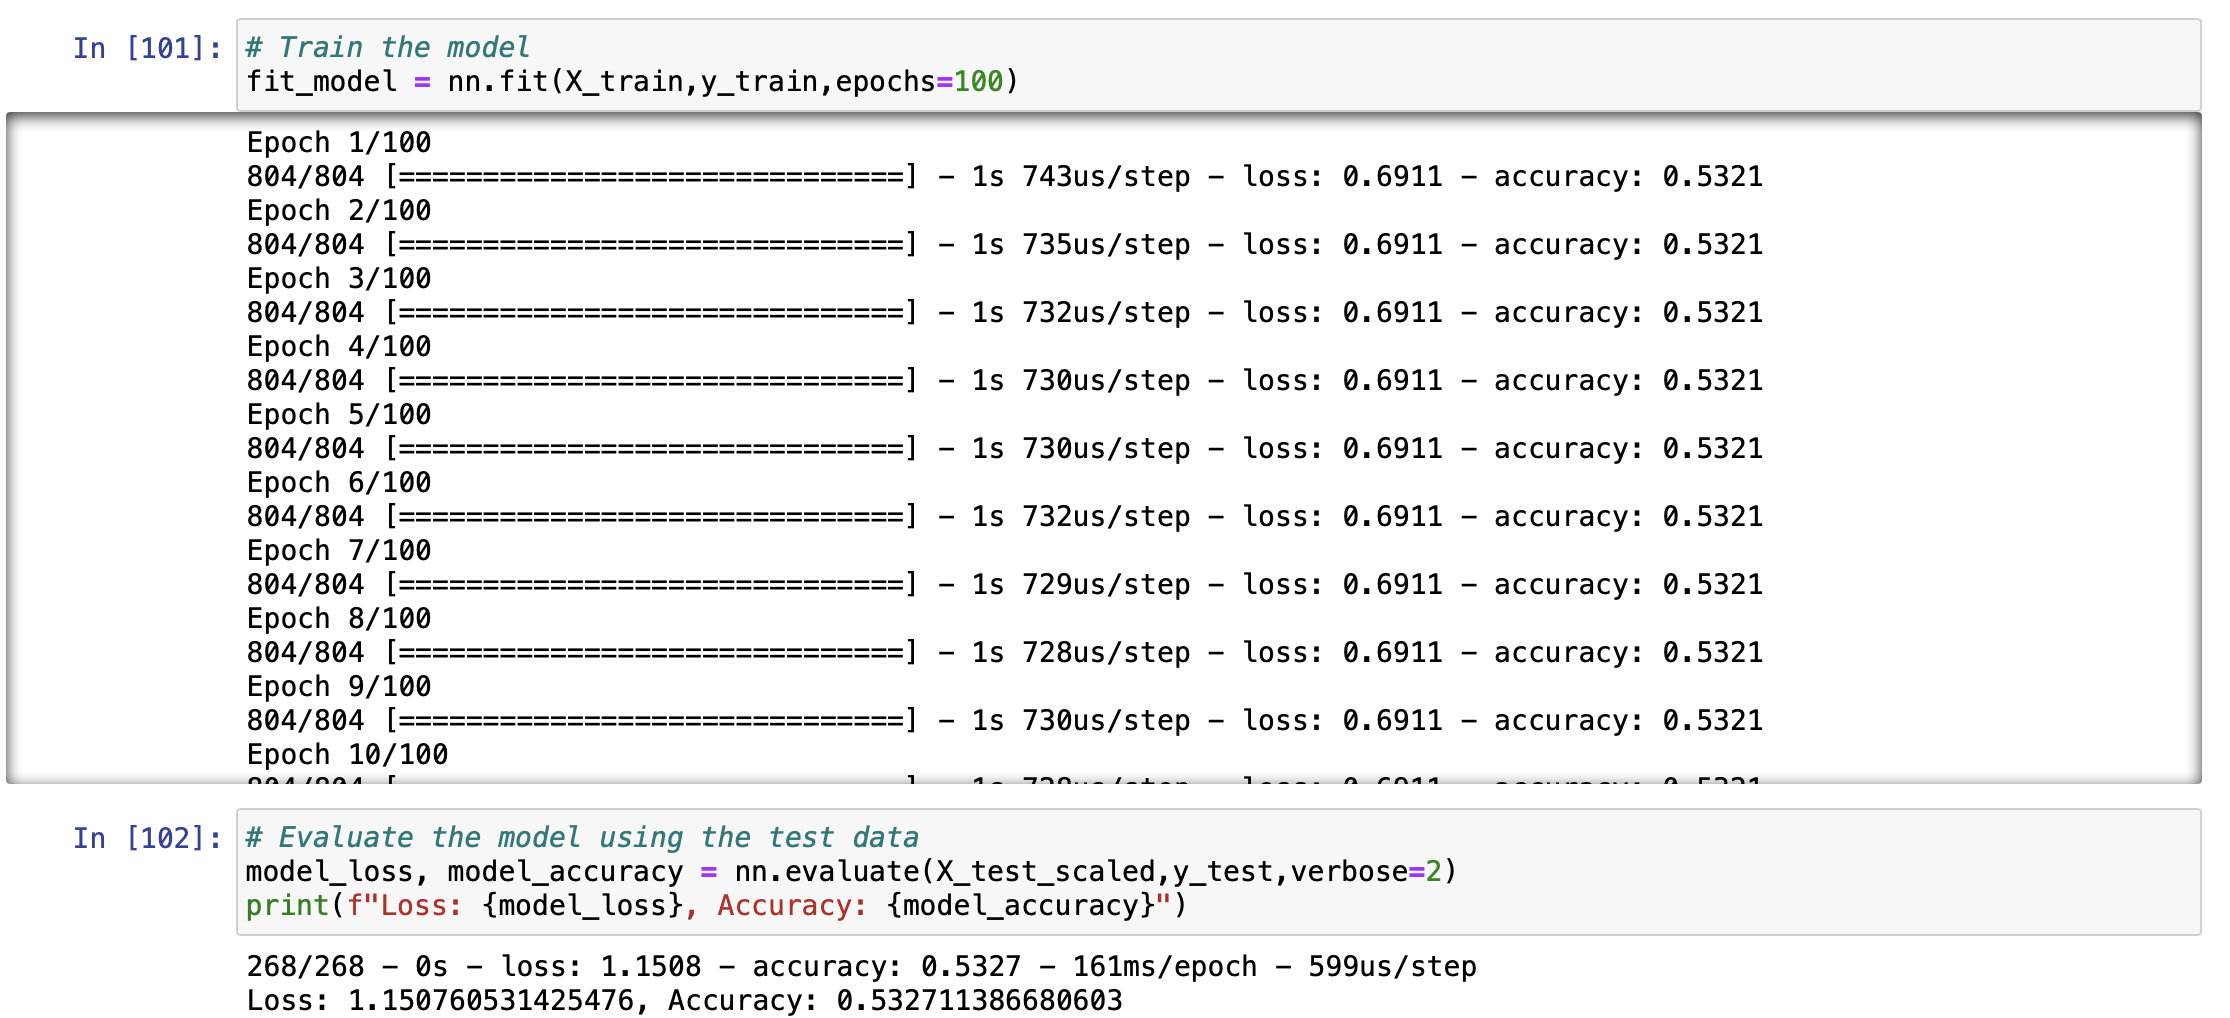 In [101]:
# Train the model
fit_model = nn.fit(X_train,y_train,epochs=100)
Epoch 1/100
804/804 [==============================] - 1s 743us/step - loss: 0.6911 - accuracy: 0.5321
Epoch 2/100
804/804 [==============================] - 1s 735us/step - loss: 0.6911 - accuracy: 0.5321
Epoch 3/100
804/804 [==============================] - 1s 732us/step - loss: 0.6911 - accuracy: 0.5321
Epoch 4/100
804/804 [==============================] - 1s 730us/step - loss: 0.6911 - accuracy: 0.5321
Epoch 5/100
804/804 [==============================] - 1s 730us/step - loss: 0.6911 - accuracy: 0.5321
Epoch 6/100
804/804 [==============================] - 1s 732us/step - loss: 0.6911 - accuracy: 0.5321
Epoch 7/100
804/804 [==============================] - 1s 729us/step - loss: 0.6911 - accuracy: 0.5321
Epoch 8/100
804/804 [==============================] - 1s 728us/step - loss: 0.6911 - accuracy: 0.5321
Epoch 9/100
804/804 [==============================] - 1s 730us/step - loss: 0.6911 - accuracy: 0.5321
Epoch 10/100
In [102]:
# Evaluate the model using the test data
model_loss, model_accuracy = nn.evaluate(X_test_scaled,y_test,verbose=2)
print(f"Loss: {model_loss}, Accuracy: {model_accuracy}")
268/268 - 0s - loss: 1.1508 - accuracy: 0.5327 - 161ms/epoch - 599us/step
Loss: 1.150760531425476, Accuracy: 0.532711386680603